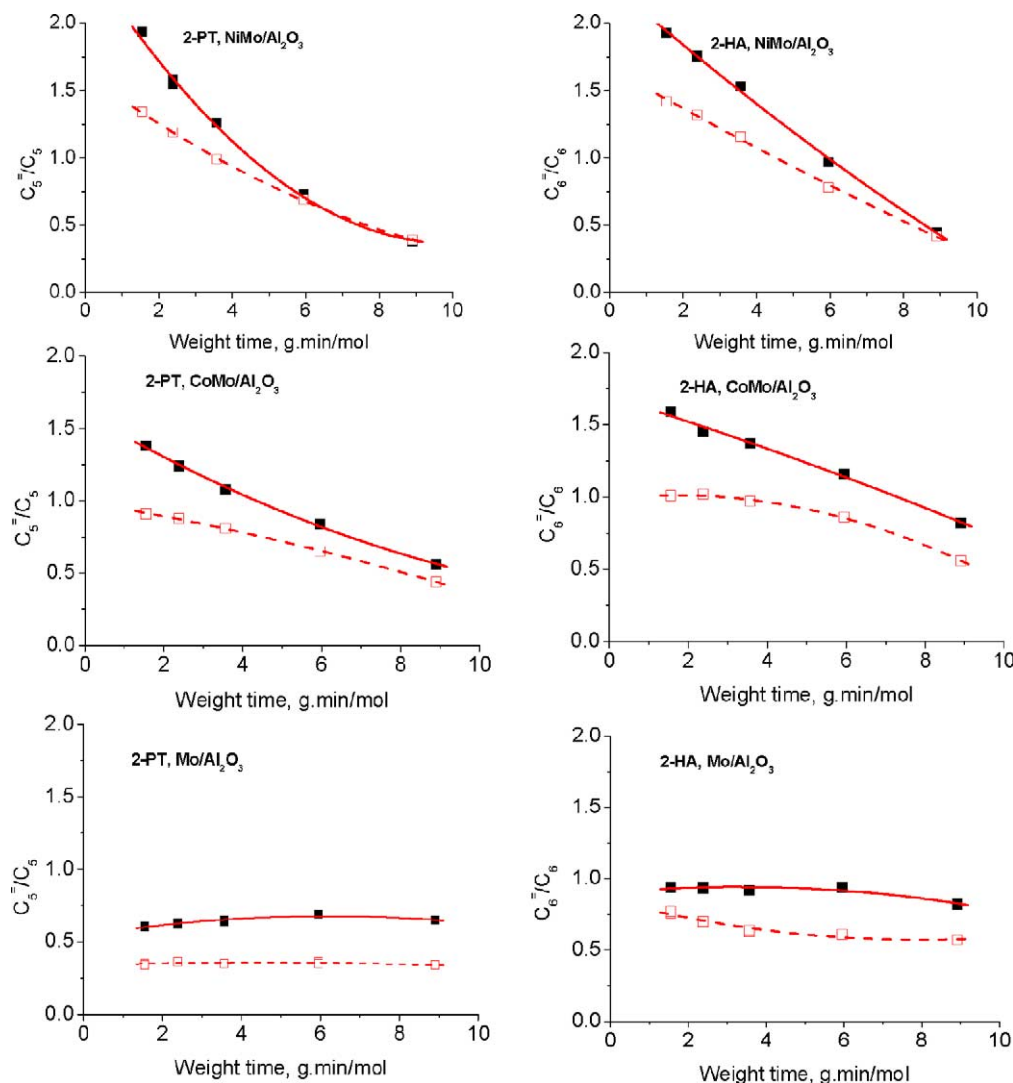 2-PT, NiMo/Al₂O₃
C₅⁼/C₅
2.0
1.5
1.0
0.5
0.0
0 2 4 6 8 10
Weight time, g.min/mol
2-HA, NiMo/Al₂O₃
C₆⁼/C₆
2.0
1.5
1.0
0.5
0.0
0 2 4 6 8 10
Weight time, g.min/mol
2-PT, CoMo/Al₂O₃
C₅⁼/C₅
2.0
1.5
1.0
0.5
0.0
0 2 4 6 8 10
Weight time, g.min/mol
2-HA, CoMo/Al₂O₃
C₆⁼/C₆
2.0
1.5
1.0
0.5
0.0
0 2 4 6 8 10
Weight time, g.min/mol
2-PT, Mo/Al₂O₃
C₅⁼/C₅
2.0
1.5
1.0
0.5
0.0
0 2 4 6 8 10
Weight time, g.min/mol
2-HA, Mo/Al₂O₃
C₆⁼/C₆
2.0
1.5
1.0
0.5
0.0
0 2 4 6 8 10
Weight time, g.min/mol